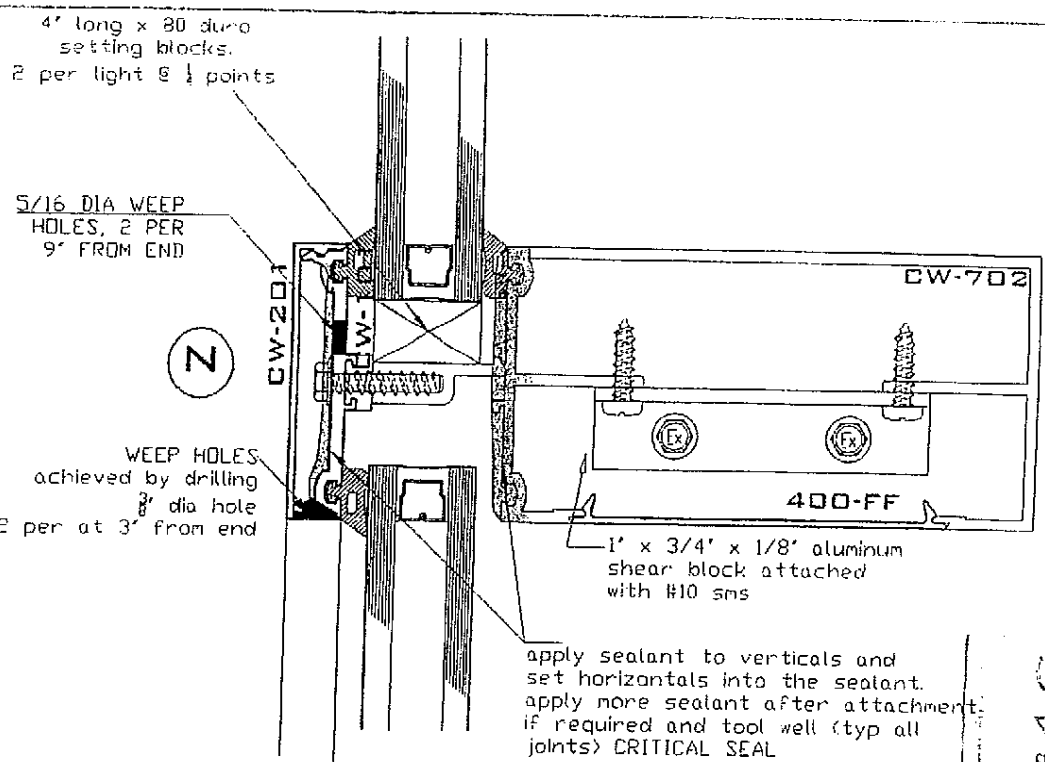 4" long x 80 duro
setting blocks.
2 per light @ ¼ points
5/16 DIA WEEP
HOLES, 2 PER
9" FROM END
CW-201
CW-
CW-702
N
Ex
Ex
WEEP HOLES
achieved by drilling
⅜" dia hole
2 per at 3" from end
400-FF
1" x 3/4" x 1/8" aluminum
shear block attached
with #10 sms
apply sealant to verticals and
set horizontals into the sealant.
apply more sealant after attachment
if required and tool well (typ all
joints) CRITICAL SEAL